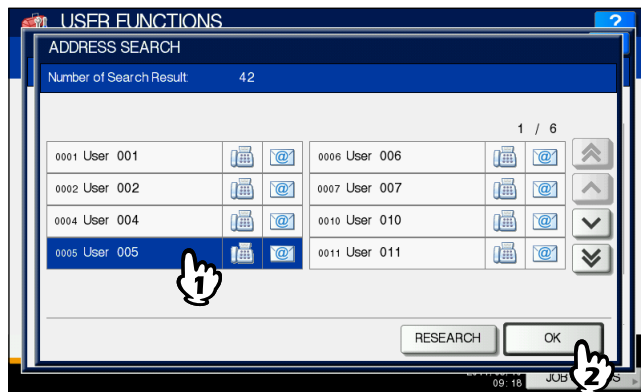 USER FUNCTIONS
?
ADDRESS SEARCH
Number of Search Result: 42
1 / 6
0001 User 001
0006 User 006
0002 User 002
0007 User 007
0004 User 004
0010 User 010
0005 User 005
0011 User 011
1
RESEARCH
OK
2
09:18
JOB